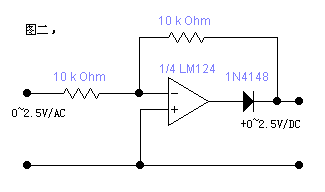 图二，
10 k Ohm
10 k Ohm
1/4 LM124
1N4148
−
+
0~2.5V/AC
+0~2.5V/DC